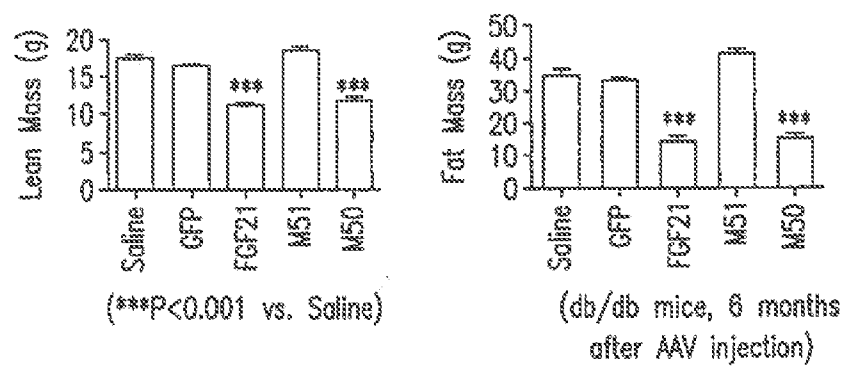 Lean Mass (g)
20
15
10
5
0
***
***
Saline
GFP
FGF21
M51
M50
(***P<0.001 vs. Saline)
Fat Mass (g)
50
40
30
20
10
0
***
***
Saline
GFP
FGF21
M51
M50
(db/db mice, 6 months
after AAV injection)